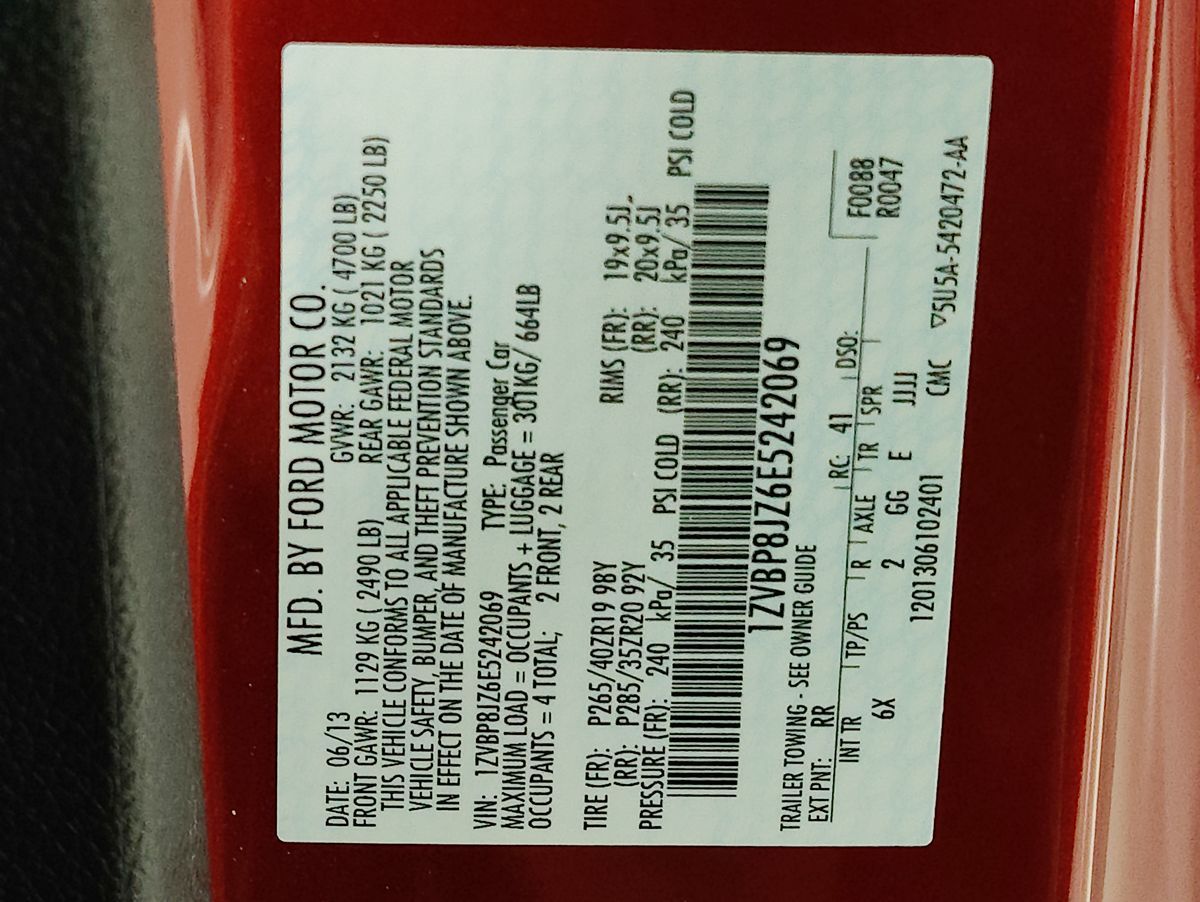 MFD. BY FORD MOTOR CO.
DATE: 06/13 GVWR: 2132 KG ( 4700 LB)
FRONT GAWR: 1129 KG ( 2490 LB) REAR GAWR: 1021 KG ( 2250 LB)
THIS VEHICLE CONFORMS TO ALL APPLICABLE FEDERAL MOTOR
VEHICLE SAFETY, BUMPER, AND THEFT PREVENTION STANDARDS
IN EFFECT ON THE DATE OF MANUFACTURE SHOWN ABOVE.
VIN: 1ZVBP8JZ6E5242069 TYPE: Passenger Car
MAXIMUM LOAD = OCCUPANTS + LUGGAGE = 301KG/ 664LB
OCCUPANTS = 4 TOTAL; 2 FRONT, 2 REAR
TIRE (FR): P265/40ZR19 98Y RIMS (FR): 19x9.5J,
(RR): P285/35ZR20 92Y (RR): 20x9.5J
PRESSURE (FR): 240 kPa/ 35 PSI COLD (RR): 240 kPa/ 35 PSI COLD
1ZVBP8JZ6E5242069
TRAILER TOWING - SEE OWNER GUIDE
EXT PNT: RR RC: 41 DSO: F0088
INT TR TP/PS R AXLE TR SPR R0047
6X 2 GG E JJJJ
1201306102401 CMC ▽5U5A-5420472-AA